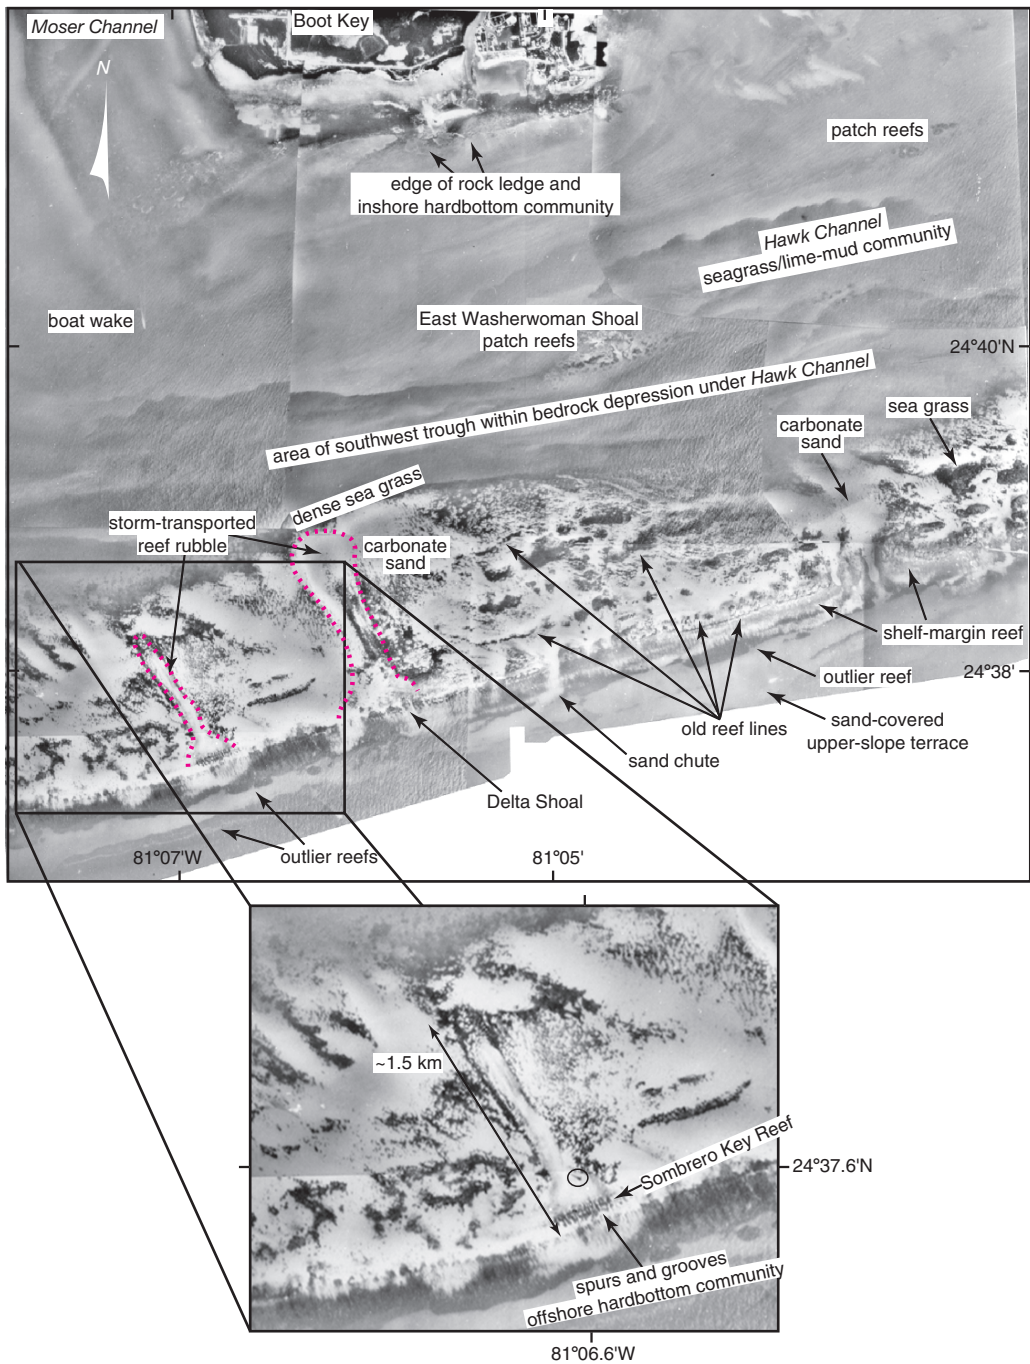 Moser Channel
Boot Key
N
patch reefs
edge of rock ledge and
inshore hardbottom community
Hawk Channel
seagrass/lime-mud community
boat wake
East Washerwoman Shoal
patch reefs
24°40'N
area of southwest trough within bedrock depression under Hawk Channel
sea grass
carbonate
sand
dense sea grass
storm-transported
reef rubble
carbonate
sand
shelf-margin reef
24°38'
outlier reef
old reef lines
sand-covered
upper-slope terrace
sand chute
Delta Shoal
81°07'W
outlier reefs
81°05'
~1.5 km
Sombrero Key Reef
24°37.6'N
spurs and grooves
offshore hardbottom community
81°06.6'W